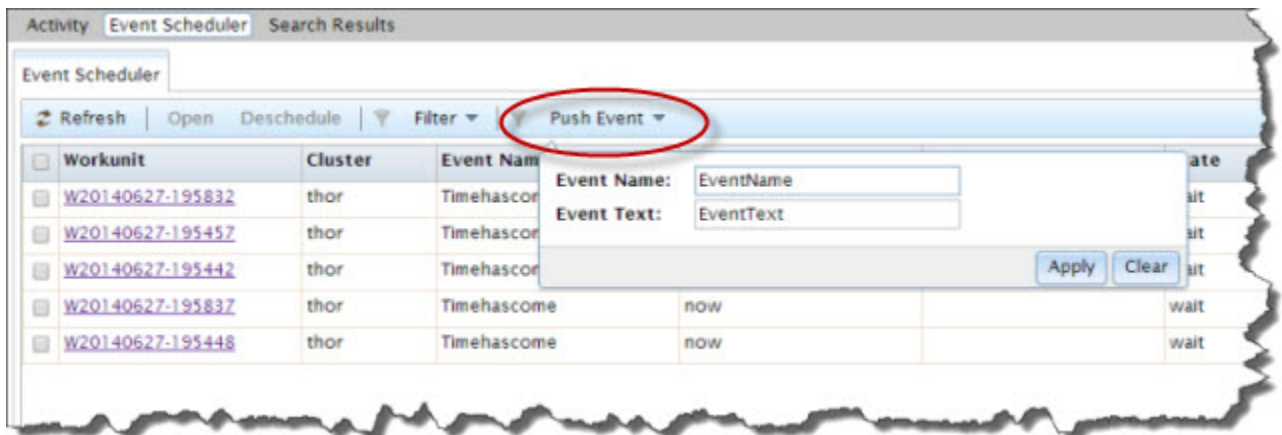 Activity Event Scheduler Search Results
Event Scheduler
Refresh Open Deschedule Filter Push Event
Workunit Cluster Event Nam ate
Event Name: EventName
Event Text: EventText
Apply Clear
W20140627-195832 thor Timehascor ait
W20140627-195457 thor Timehascor ait
W20140627-195442 thor Timehascor ait
W20140627-195837 thor Timehascome now wait
W20140627-195448 thor Timehascome now wait